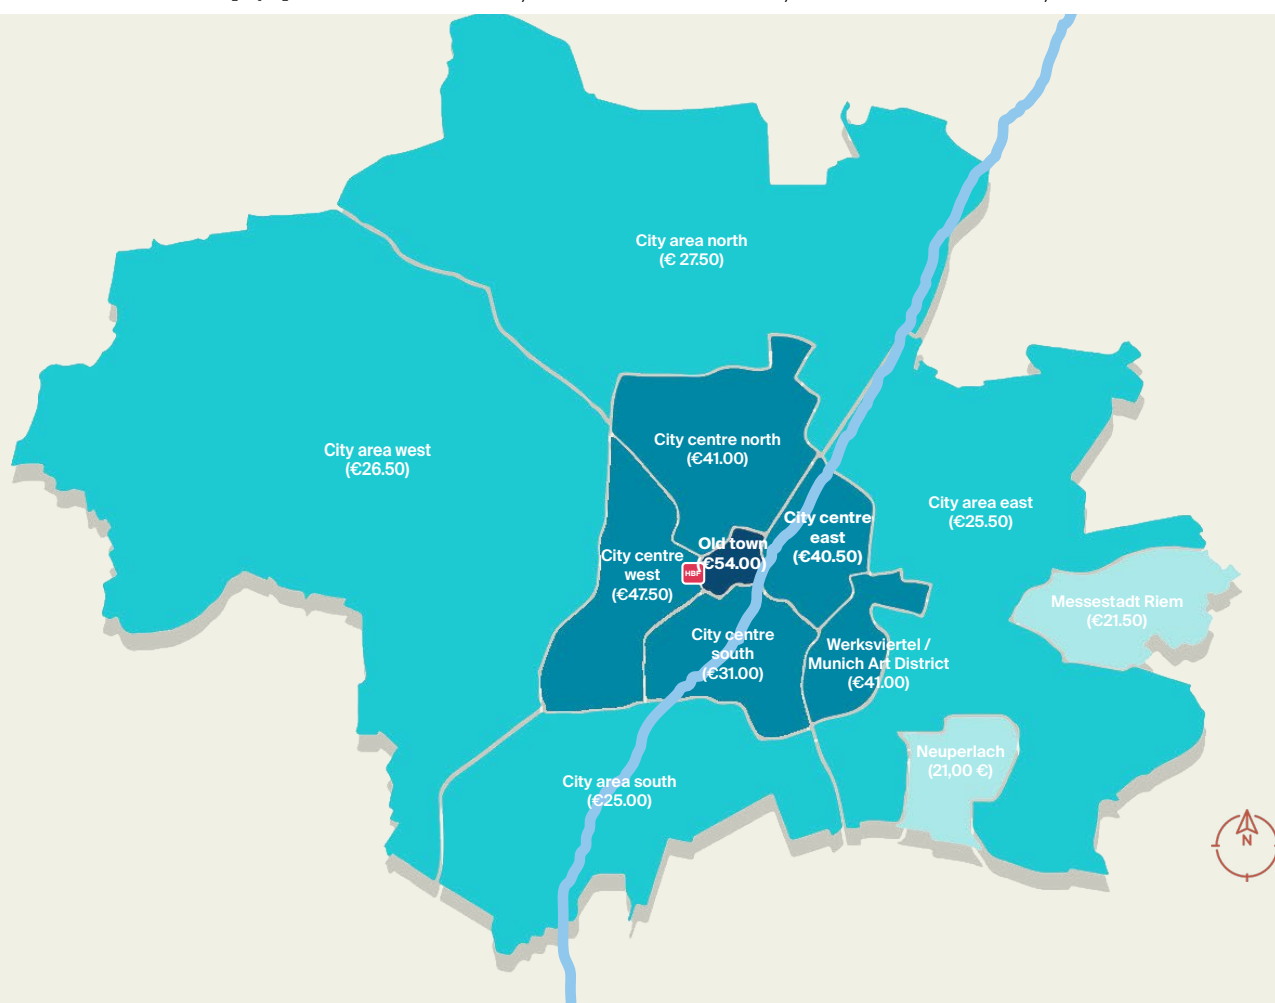 City area north
(€ 27.50)
City area west
(€26.50)
City centre north
(€41.00)
City area east
(€25.50)
City centre
east
(€40.50)
Old town
(€54.00)
City centre
west
(€47.50)
HBF
Messestadt Riem
(€21.50)
City centre
south
(€31.00)
Werksviertel /
Munich Art District
(€41.00)
Neuperlach
(21,00 €)
City area south
(€25.00)
N